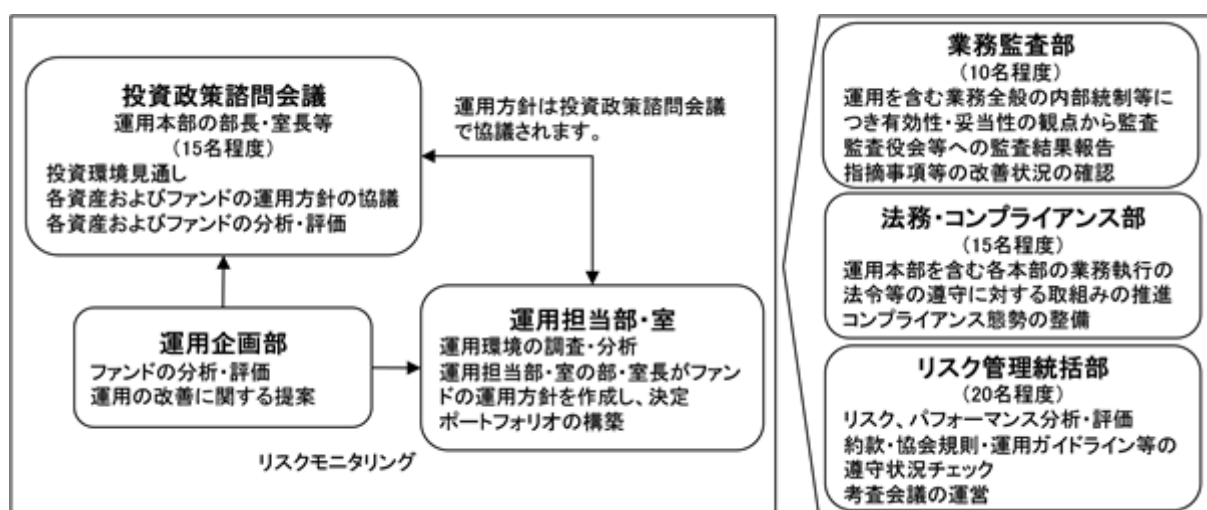 投資政策諮問会議
運用本部の部長・室長等
(15名程度)
投資環境見通し
各資産およびファンドの運用方針の協議
各資産およびファンドの分析・評価
運用方針は投資政策諮問会議
で協議されます。
運用企画部
ファンドの分析・評価
運用の改善に関する提案
運用担当部・室
運用環境の調査・分析
運用担当部・室の部・室長がファン
ドの運用方針を作成し、決定
ポートフォリオの構築
リスクモニタリング
業務監査部
(10名程度)
運用を含む業務全般の内部統制等に
つき有効性・妥当性の観点から監査
監査役会等への監査結果報告
指摘事項等の改善状況の確認
法務・コンプライアンス部
(15名程度)
運用本部を含む各本部の業務執行の
法令等の遵守に対する取組みの推進
コンプライアンス態勢の整備
リスク管理統括部
(20名程度)
リスク、パフォーマンス分析・評価
約款・協会規則・運用ガイドライン等の
遵守状況チェック
考査会議の運営